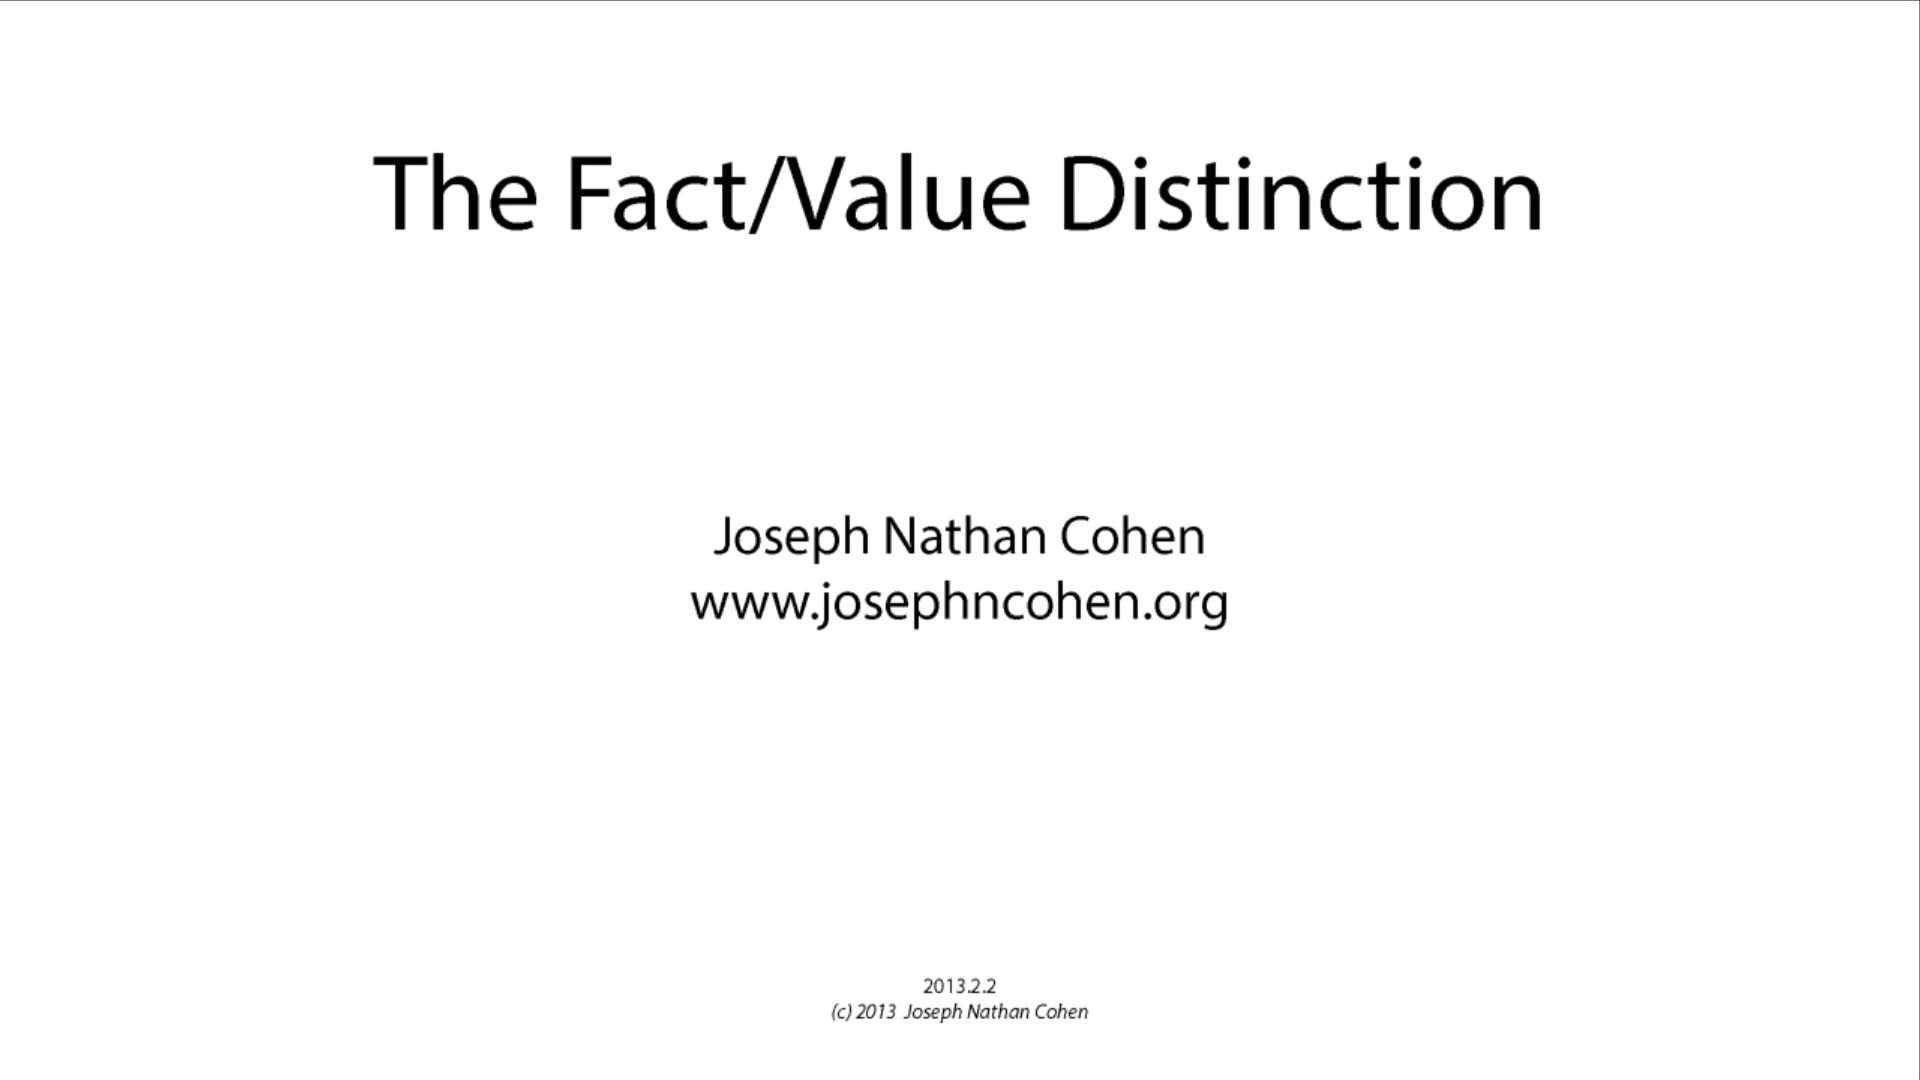 The Fact/Value Distinction
Joseph Nathan Cohen
www.josephncohen.org
2013.2.2
(c) 2013 Joseph Nathan Cohen